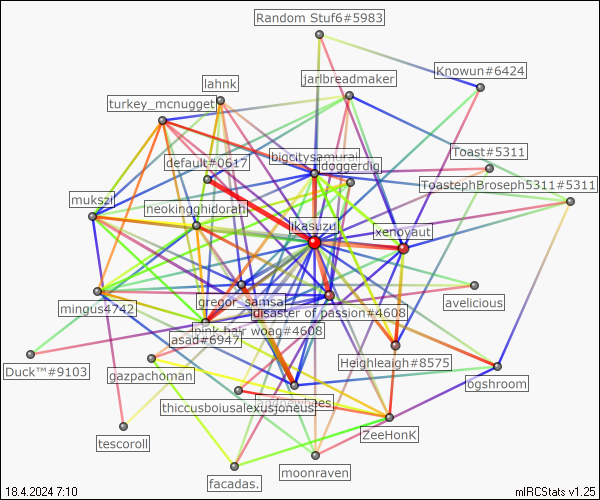 Random Stuf6#5983
Knowun#6424
jarlbreadmaker
lahnk
turkey_mcnugget
Toast#5311
bigcitysamurai
doggerdig
default#0617
ToastephBroseph5311#5311
mukszi
neokingghidorah
ikasuzu
xenoyaut
gregor_samsa
avelicious
mingus4742
disaster of passion#4608
pink hair woag#4608
asad#6947
Heighleaigh#8575
Duck™#9103
gazpachoman
ogshroom
thiccusboiusalexusjoneus
ZeeHonK
tescoroll
moonraven
facadas.
18.4.2024 7:10
mIRCStats v1.25